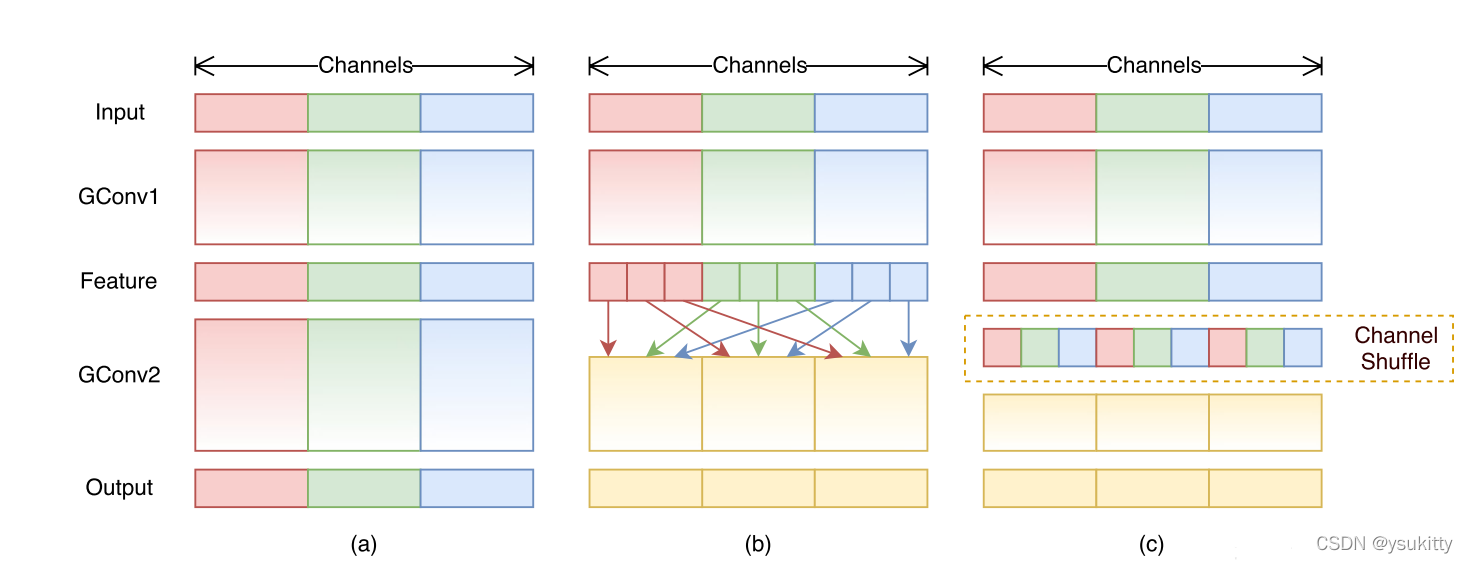 Channels Channels Channels
Input
GConv1
Feature
Channel
Shuffle
GConv2
Output
(a) (b) (c)
CSDN @ysukitty